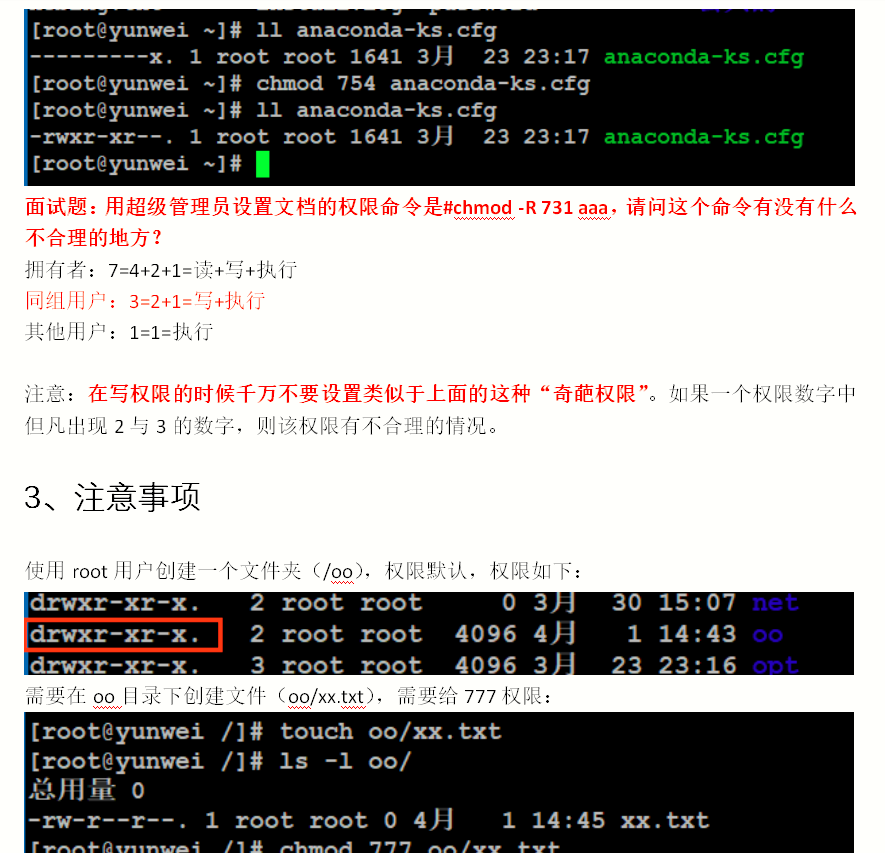 [root@yunwei ~]# ll anaconda-ks.cfg
---------x. 1 root root 1641 3月  23 23:17 anaconda-ks.cfg
[root@yunwei ~]# chmod 754 anaconda-ks.cfg
[root@yunwei ~]# ll anaconda-ks.cfg
-rwxr-xr--. 1 root root 1641 3月  23 23:17 anaconda-ks.cfg
[root@yunwei ~]#
面试题：用超级管理员设置文档的权限命令是#chmod -R 731 aaa，请问这个命令有没有什么
不合理的地方？
拥有者：7=4+2+1=读+写+执行
同组用户：3=2+1=写+执行
其他用户：1=1=执行
注意：在写权限的时候千万不要设置类似于上面的这种“奇葩权限”。如果一个权限数字中
但凡出现 2 与 3 的数字，则该权限有不合理的情况。
3、注意事项
使用 root 用户创建一个文件夹（/oo），权限默认，权限如下：
drwxr-xr-x.   2 root root     0 3月  30 15:07 net
drwxr-xr-x.   2 root root  4096 4月   1 14:43 oo
drwxr-xr-x.   3 root root  4096 3月  23 23:16 opt
需要在 oo 目录下创建文件（oo/xx.txt），需要给 777 权限：
[root@yunwei /]# touch oo/xx.txt
[root@yunwei /]# ls -l oo/
总用量 0
-rw-r--r--. 1 root root 0 4月   1 14:45 xx.txt
[root@yunwei /]# chmod 777 oo/xx.txt